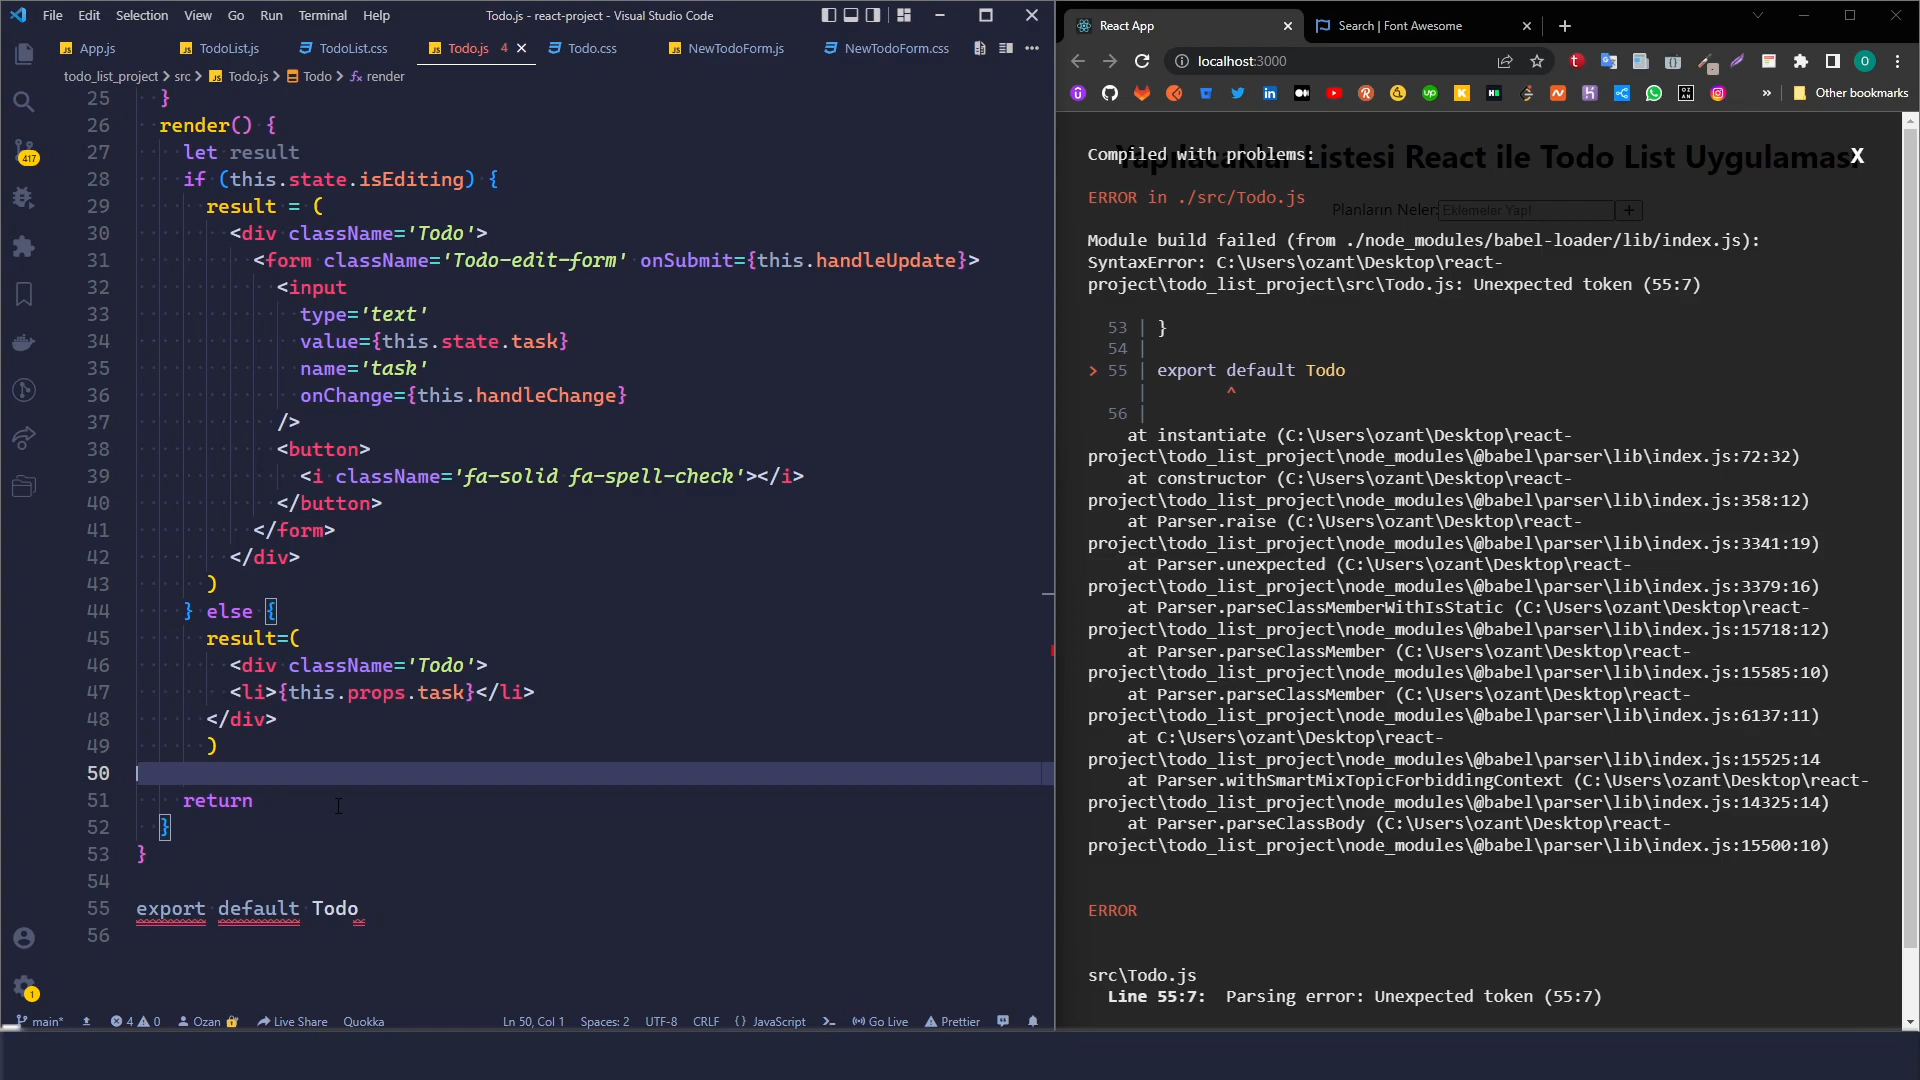 File Edit Selection View Go Run Terminal Help
Todo.js - react-project - Visual Studio Code
App.js TodoList.js TodoList.css Todo.js 4 Todo.css NewTodoForm.js NewTodoForm.css
todo_list_project > src > Todo.js > Todo > render
25 }
26 render() {
27 let result
28 if (this.state.isEditing) {
29 result = (
30 <div className='Todo'>
31 <form className='Todo-edit-form' onSubmit={this.handleUpdate}>
32 <input
33 type='text'
34 value={this.state.task}
35 name='task'
36 onChange={this.handleChange}
37 />
38 <button>
39 <i className='fa-solid fa-spell-check'></i>
40 </button>
41 </form>
42 </div>
43 )
44 } else {
45 result=(
46 <div className='Todo'>
47 <li>{this.props.task}</li>
48 </div>
49 )
50
51 return
52 }
53 }
54
55 export default Todo
56
417
1
main* 4 0 Ozan Live Share Quokka Ln 50, Col 1 Spaces: 2 UTF-8 CRLF {} JavaScript Go Live Prettier
React App
Search | Font Awesome
localhost:3000
Other bookmarks
Yapılacaklar Listesi React ile Todo List Uygulaması
Compiled with problems: X
Planların Neler: Eklemeler Yap! +
ERROR in ./src/Todo.js
Module build failed (from ./node_modules/babel-loader/lib/index.js):
SyntaxError: C:\Users\ozant\Desktop\react-
project\todo_list_project\src\Todo.js: Unexpected token (55:7)
53 | }
54 |
> 55 | export default Todo
| ^
56 |
at instantiate (C:\Users\ozant\Desktop\react-
project\todo_list_project\node_modules\@babel\parser\lib\index.js:72:32)
at constructor (C:\Users\ozant\Desktop\react-
project\todo_list_project\node_modules\@babel\parser\lib\index.js:358:12)
at Parser.raise (C:\Users\ozant\Desktop\react-
project\todo_list_project\node_modules\@babel\parser\lib\index.js:3341:19)
at Parser.unexpected (C:\Users\ozant\Desktop\react-
project\todo_list_project\node_modules\@babel\parser\lib\index.js:3379:16)
at Parser.parseClassMemberWithIsStatic (C:\Users\ozant\Desktop\react-
project\todo_list_project\node_modules\@babel\parser\lib\index.js:15718:12)
at Parser.parseClassMember (C:\Users\ozant\Desktop\react-
project\todo_list_project\node_modules\@babel\parser\lib\index.js:15585:10)
at Parser.parseClassMember (C:\Users\ozant\Desktop\react-
project\todo_list_project\node_modules\@babel\parser\lib\index.js:6137:11)
at C:\Users\ozant\Desktop\react-
project\todo_list_project\node_modules\@babel\parser\lib\index.js:15525:14
at Parser.withSmartMixTopicForbiddingContext (C:\Users\ozant\Desktop\react-
project\todo_list_project\node_modules\@babel\parser\lib\index.js:14325:14)
at Parser.parseClassBody (C:\Users\ozant\Desktop\react-
project\todo_list_project\node_modules\@babel\parser\lib\index.js:15500:10)
ERROR
src\Todo.js
Line 55:7: Parsing error: Unexpected token (55:7)